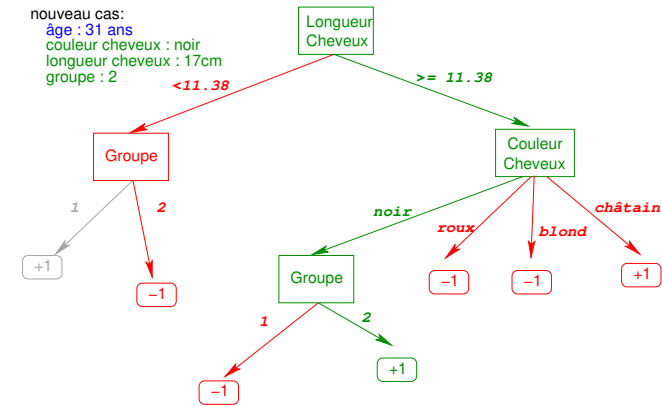 nouveau cas:
âge : 31 ans
couleur cheveux : noir
longueur cheveux : 17cm
groupe : 2
Longueur
Cheveux
<11.38
>= 11.38
Groupe
Couleur
Cheveux
1
2
noir
roux
blond
châtain
+1
−1
Groupe
−1
−1
+1
1
2
−1
+1